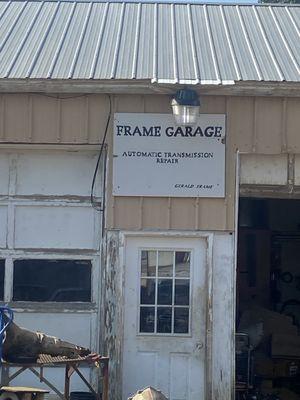 FRAME GARAGE
AUTOMATIC TRANSMISSION
REPAIR
GERALD FRAME